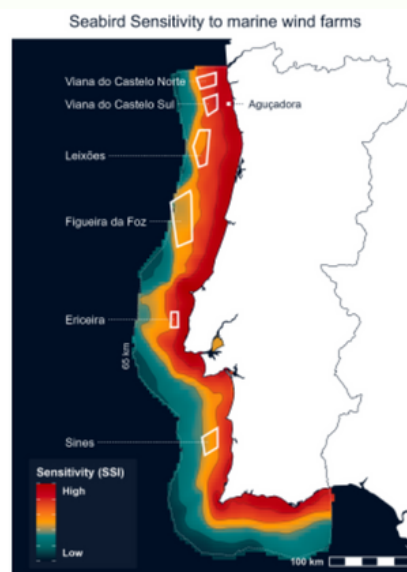 Seabird Sensitivity to marine wind farms
Viana do Castelo Norte
Viana do Castelo Sul
Aguçadora
Leixões
Figueira da Foz
Ericeira
65 km
Sines
Sensitivity (SSI)
High
Low
100 km